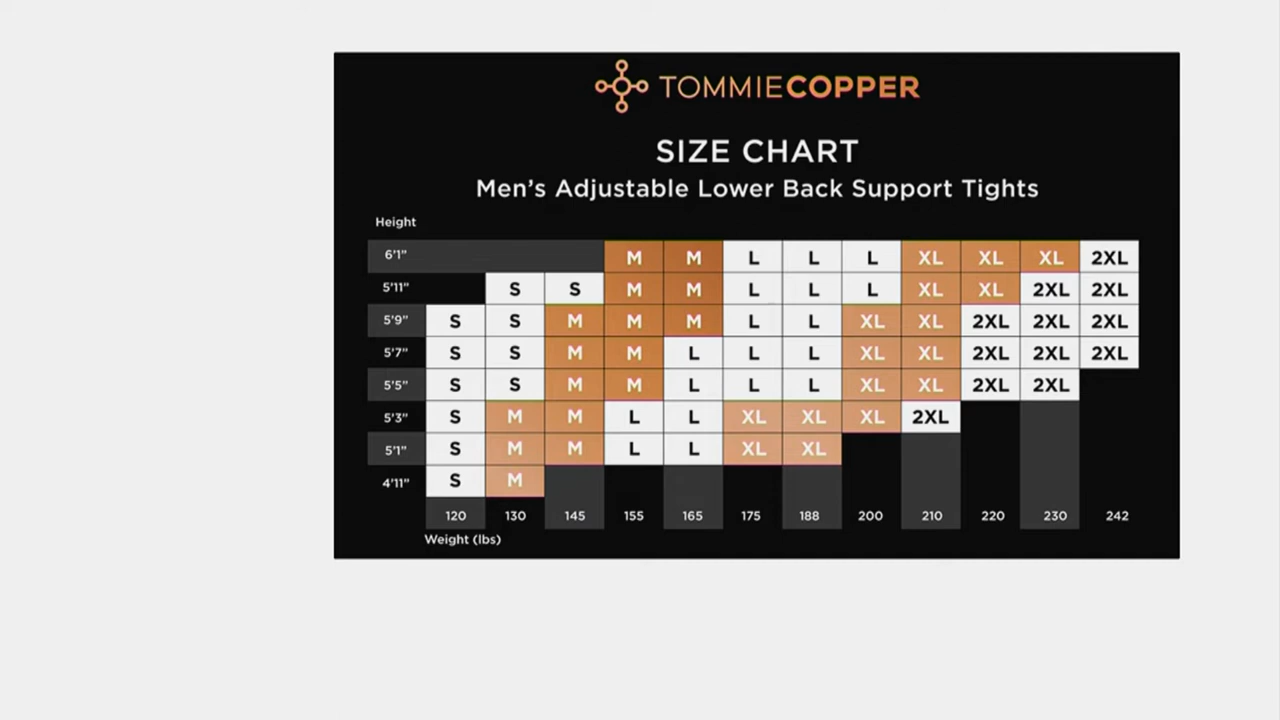 TOMMIECOPPER
SIZE CHART
Men's Adjustable Lower Back Support Tights
Height
6'1" M M L L L XL XL XL 2XL
5'11" S S M M L L L XL XL 2XL 2XL
5'9" S S M M M L L XL XL 2XL 2XL 2XL
5'7" S S M M L L L XL XL 2XL 2XL 2XL
5'5" S S M M L L L XL XL 2XL 2XL
5'3" S M M L L XL XL XL 2XL
5'1" S M M L L XL XL
4'11" S M
120 130 145 155 165 175 188 200 210 220 230 242
Weight (lbs)